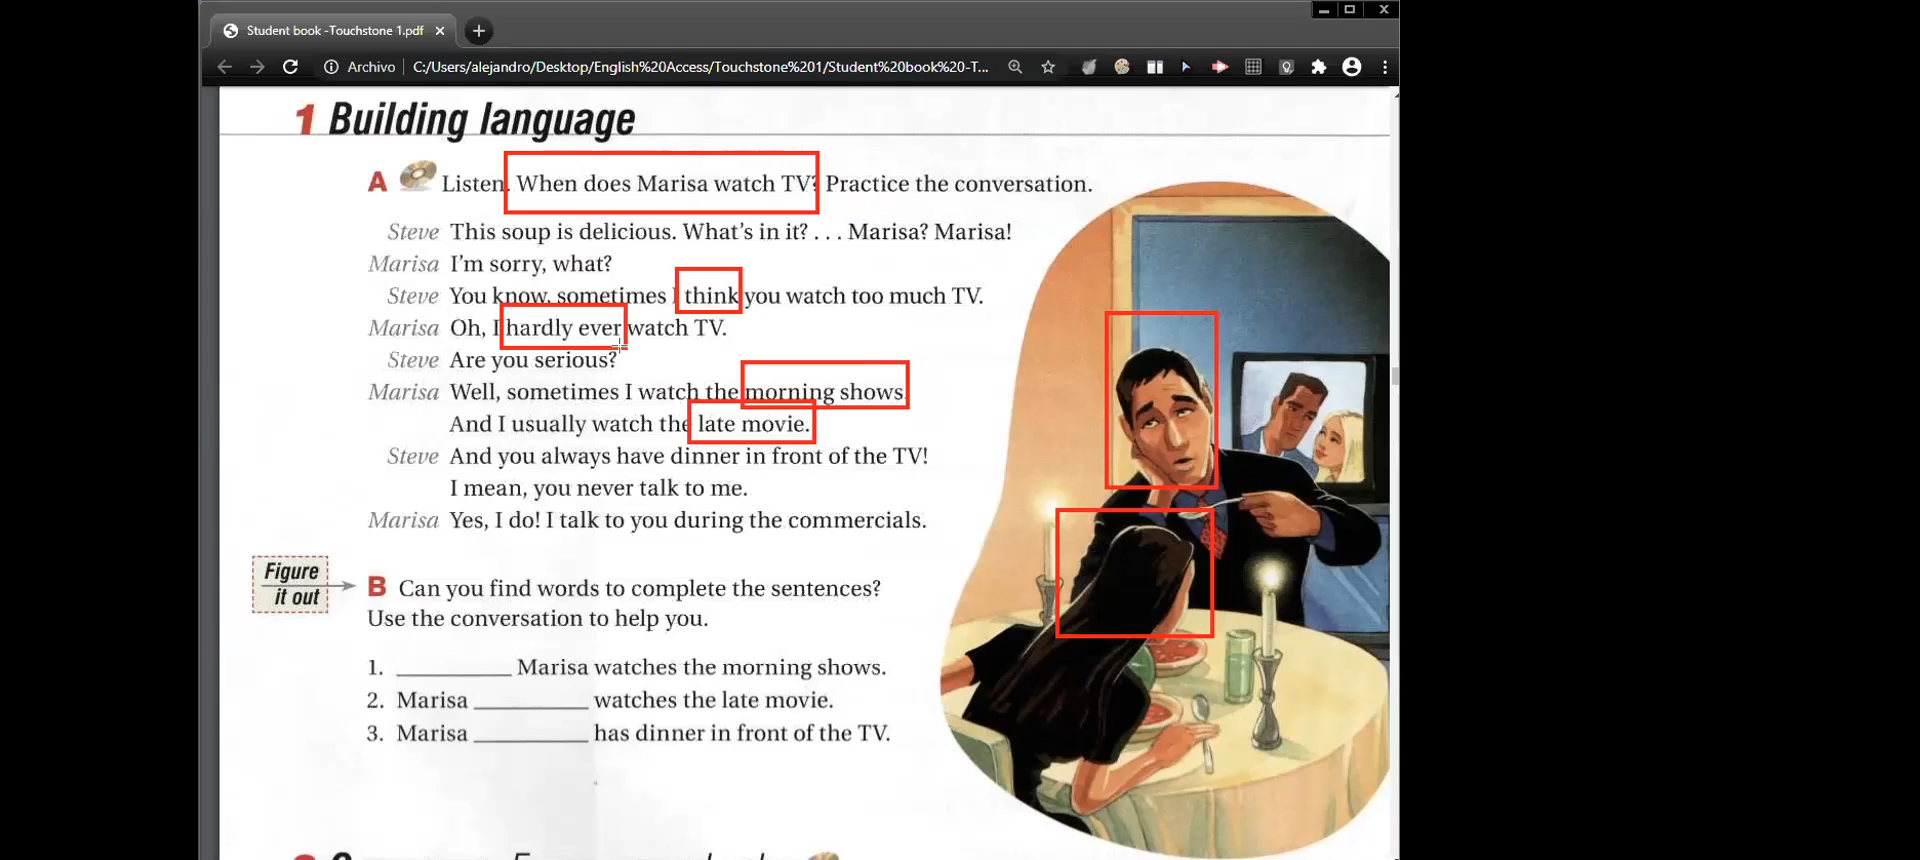 Student book -Touchstone 1.pdf
Archivo C:/Users/alejandro/Desktop/English%20Access/Touchstone%201/Student%20book%20-T...
1 Building language
A Listen. When does Marisa watch TV? Practice the conversation.
Steve This soup is delicious. What's in it? . . . Marisa? Marisa!
Marisa I'm sorry, what?
Steve You know, sometimes I think you watch too much TV.
Marisa Oh, I hardly ever watch TV.
Steve Are you serious?
Marisa Well, sometimes I watch the morning shows.
And I usually watch the late movie.
Steve And you always have dinner in front of the TV!
I mean, you never talk to me.
Marisa Yes, I do! I talk to you during the commercials.
Figure
it out
B Can you find words to complete the sentences?
Use the conversation to help you.
1. __________ Marisa watches the morning shows.
2. Marisa __________ watches the late movie.
3. Marisa __________ has dinner in front of the TV.